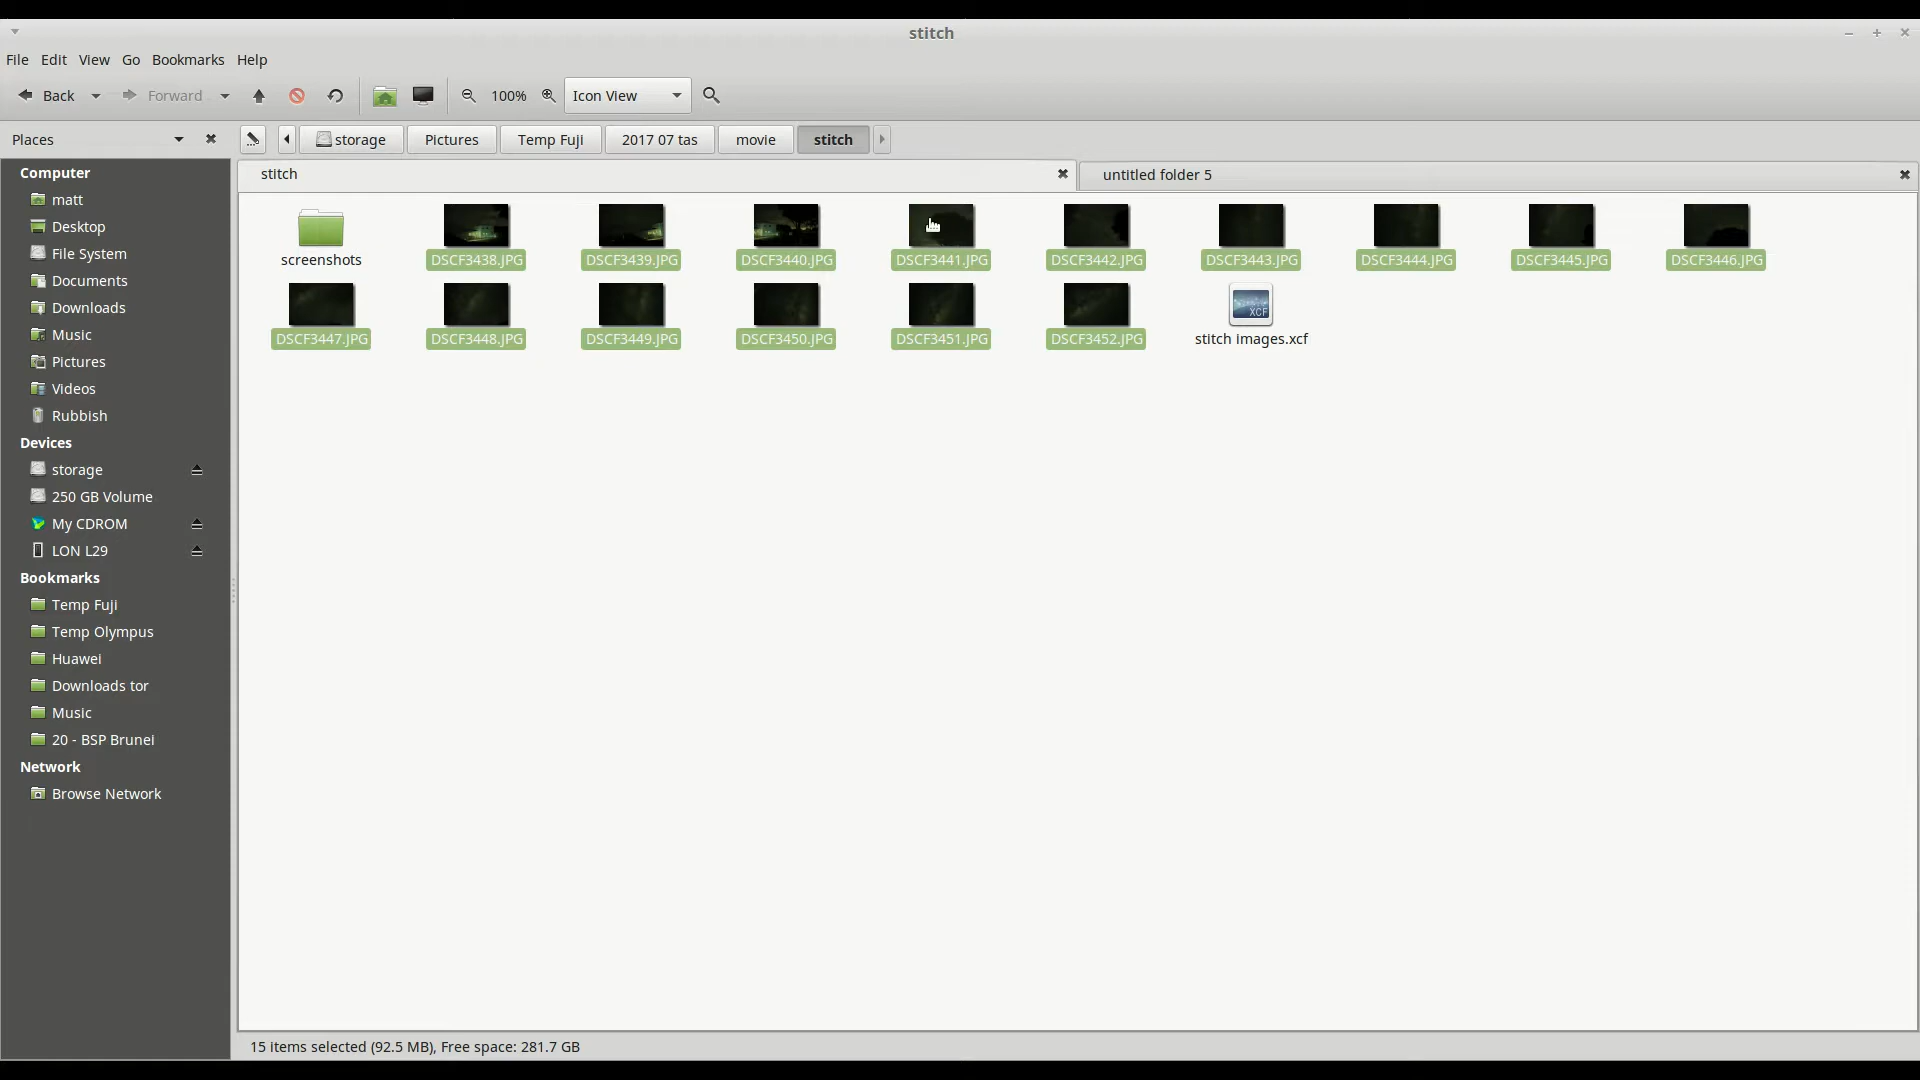 stitch
File Edit View Go Bookmarks Help
Back Forward 100% Icon View
Places
storage Pictures Temp Fuji 2017 07 tas movie stitch
stitch
untitled folder 5
Computer
matt
Desktop
File System
Documents
Downloads
Music
Pictures
Videos
Rubbish
Devices
storage
250 GB Volume
My CDROM
LON L29
Bookmarks
Temp Fuji
Temp Olympus
Huawei
Downloads tor
Music
20 - BSP Brunei
Network
Browse Network
screenshots DSCF3438.JPG DSCF3439.JPG DSCF3440.JPG DSCF3441.JPG DSCF3442.JPG DSCF3443.JPG DSCF3444.JPG DSCF3445.JPG DSCF3446.JPG
XCF
DSCF3447.JPG DSCF3448.JPG DSCF3449.JPG DSCF3450.JPG DSCF3451.JPG DSCF3452.JPG stitch images.xcf
15 items selected (92.5 MB), Free space: 281.7 GB